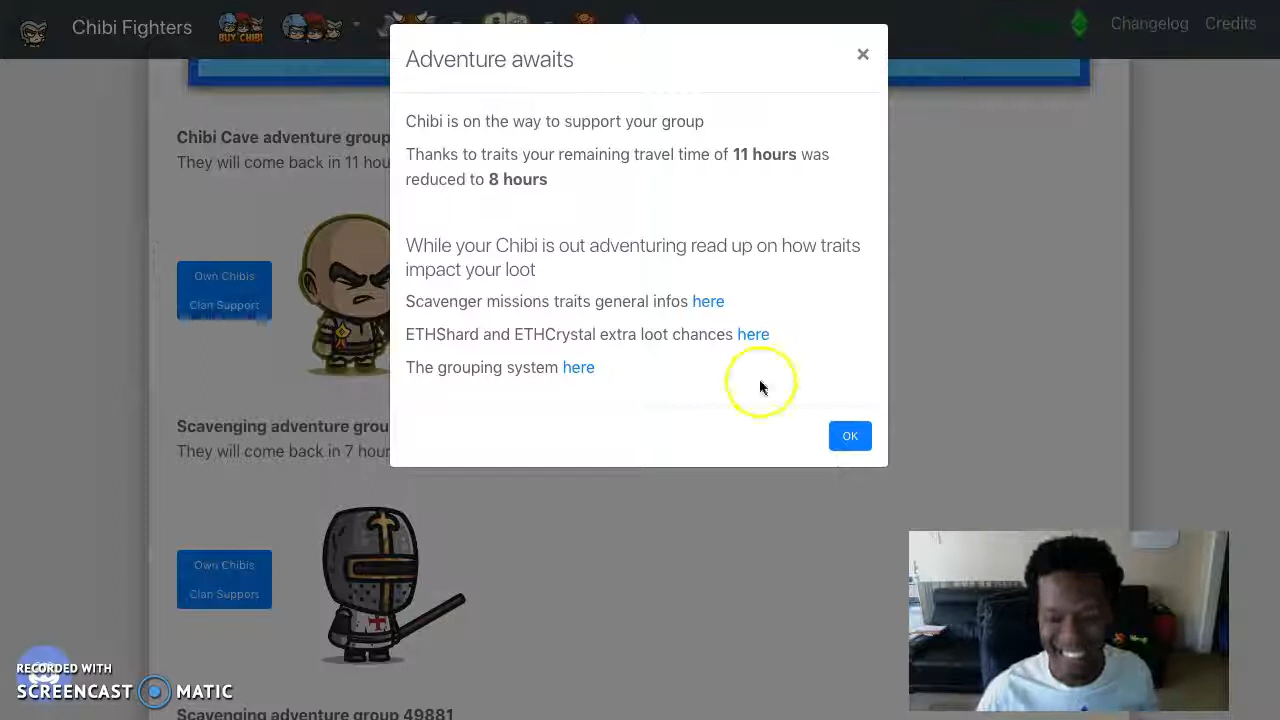 Chibi Fighters
BUY CHIBI
Changelog
Credits
Adventure awaits
×
Chibi is on the way to support your group
Thanks to traits your remaining travel time of 11 hours was
reduced to 8 hours
While your Chibi is out adventuring read up on how traits
impact your loot
Scavenger missions traits general infos here
ETHShard and ETHCrystal extra loot chances here
The grouping system here
OK
Chibi Cave adventure group
They will come back in 11 hou
Own Chibis
Clan Support
Scavenging adventure grou
They will come back in 7 hour
Own Chibis
Clan Support
Scavenging adventure group 49881
RECORDED WITH
SCREENCAST MATIC